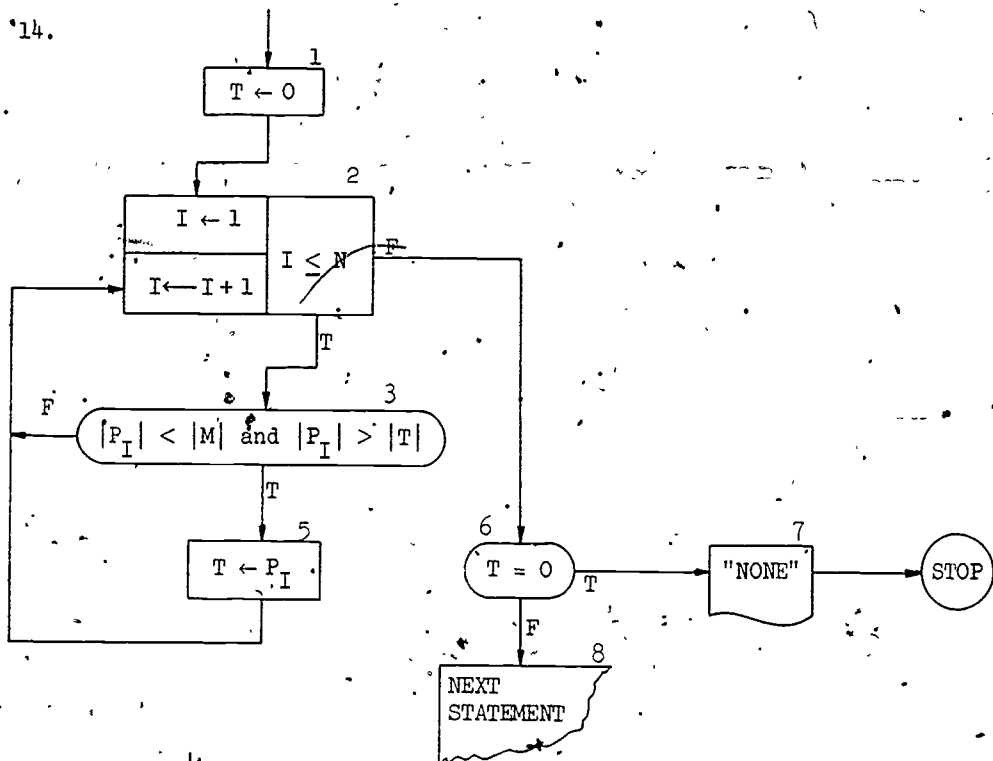 14.
1
T ← 0
2
I ← 1
I ← I + 1
I ≤ N
F
T
3
F
|P_I| < |M| and |P_I| > |T|
T
5
T ← P_I
6
T = 0
T
F
7
"NONE"
STOP
8
NEXT
STATEMENT